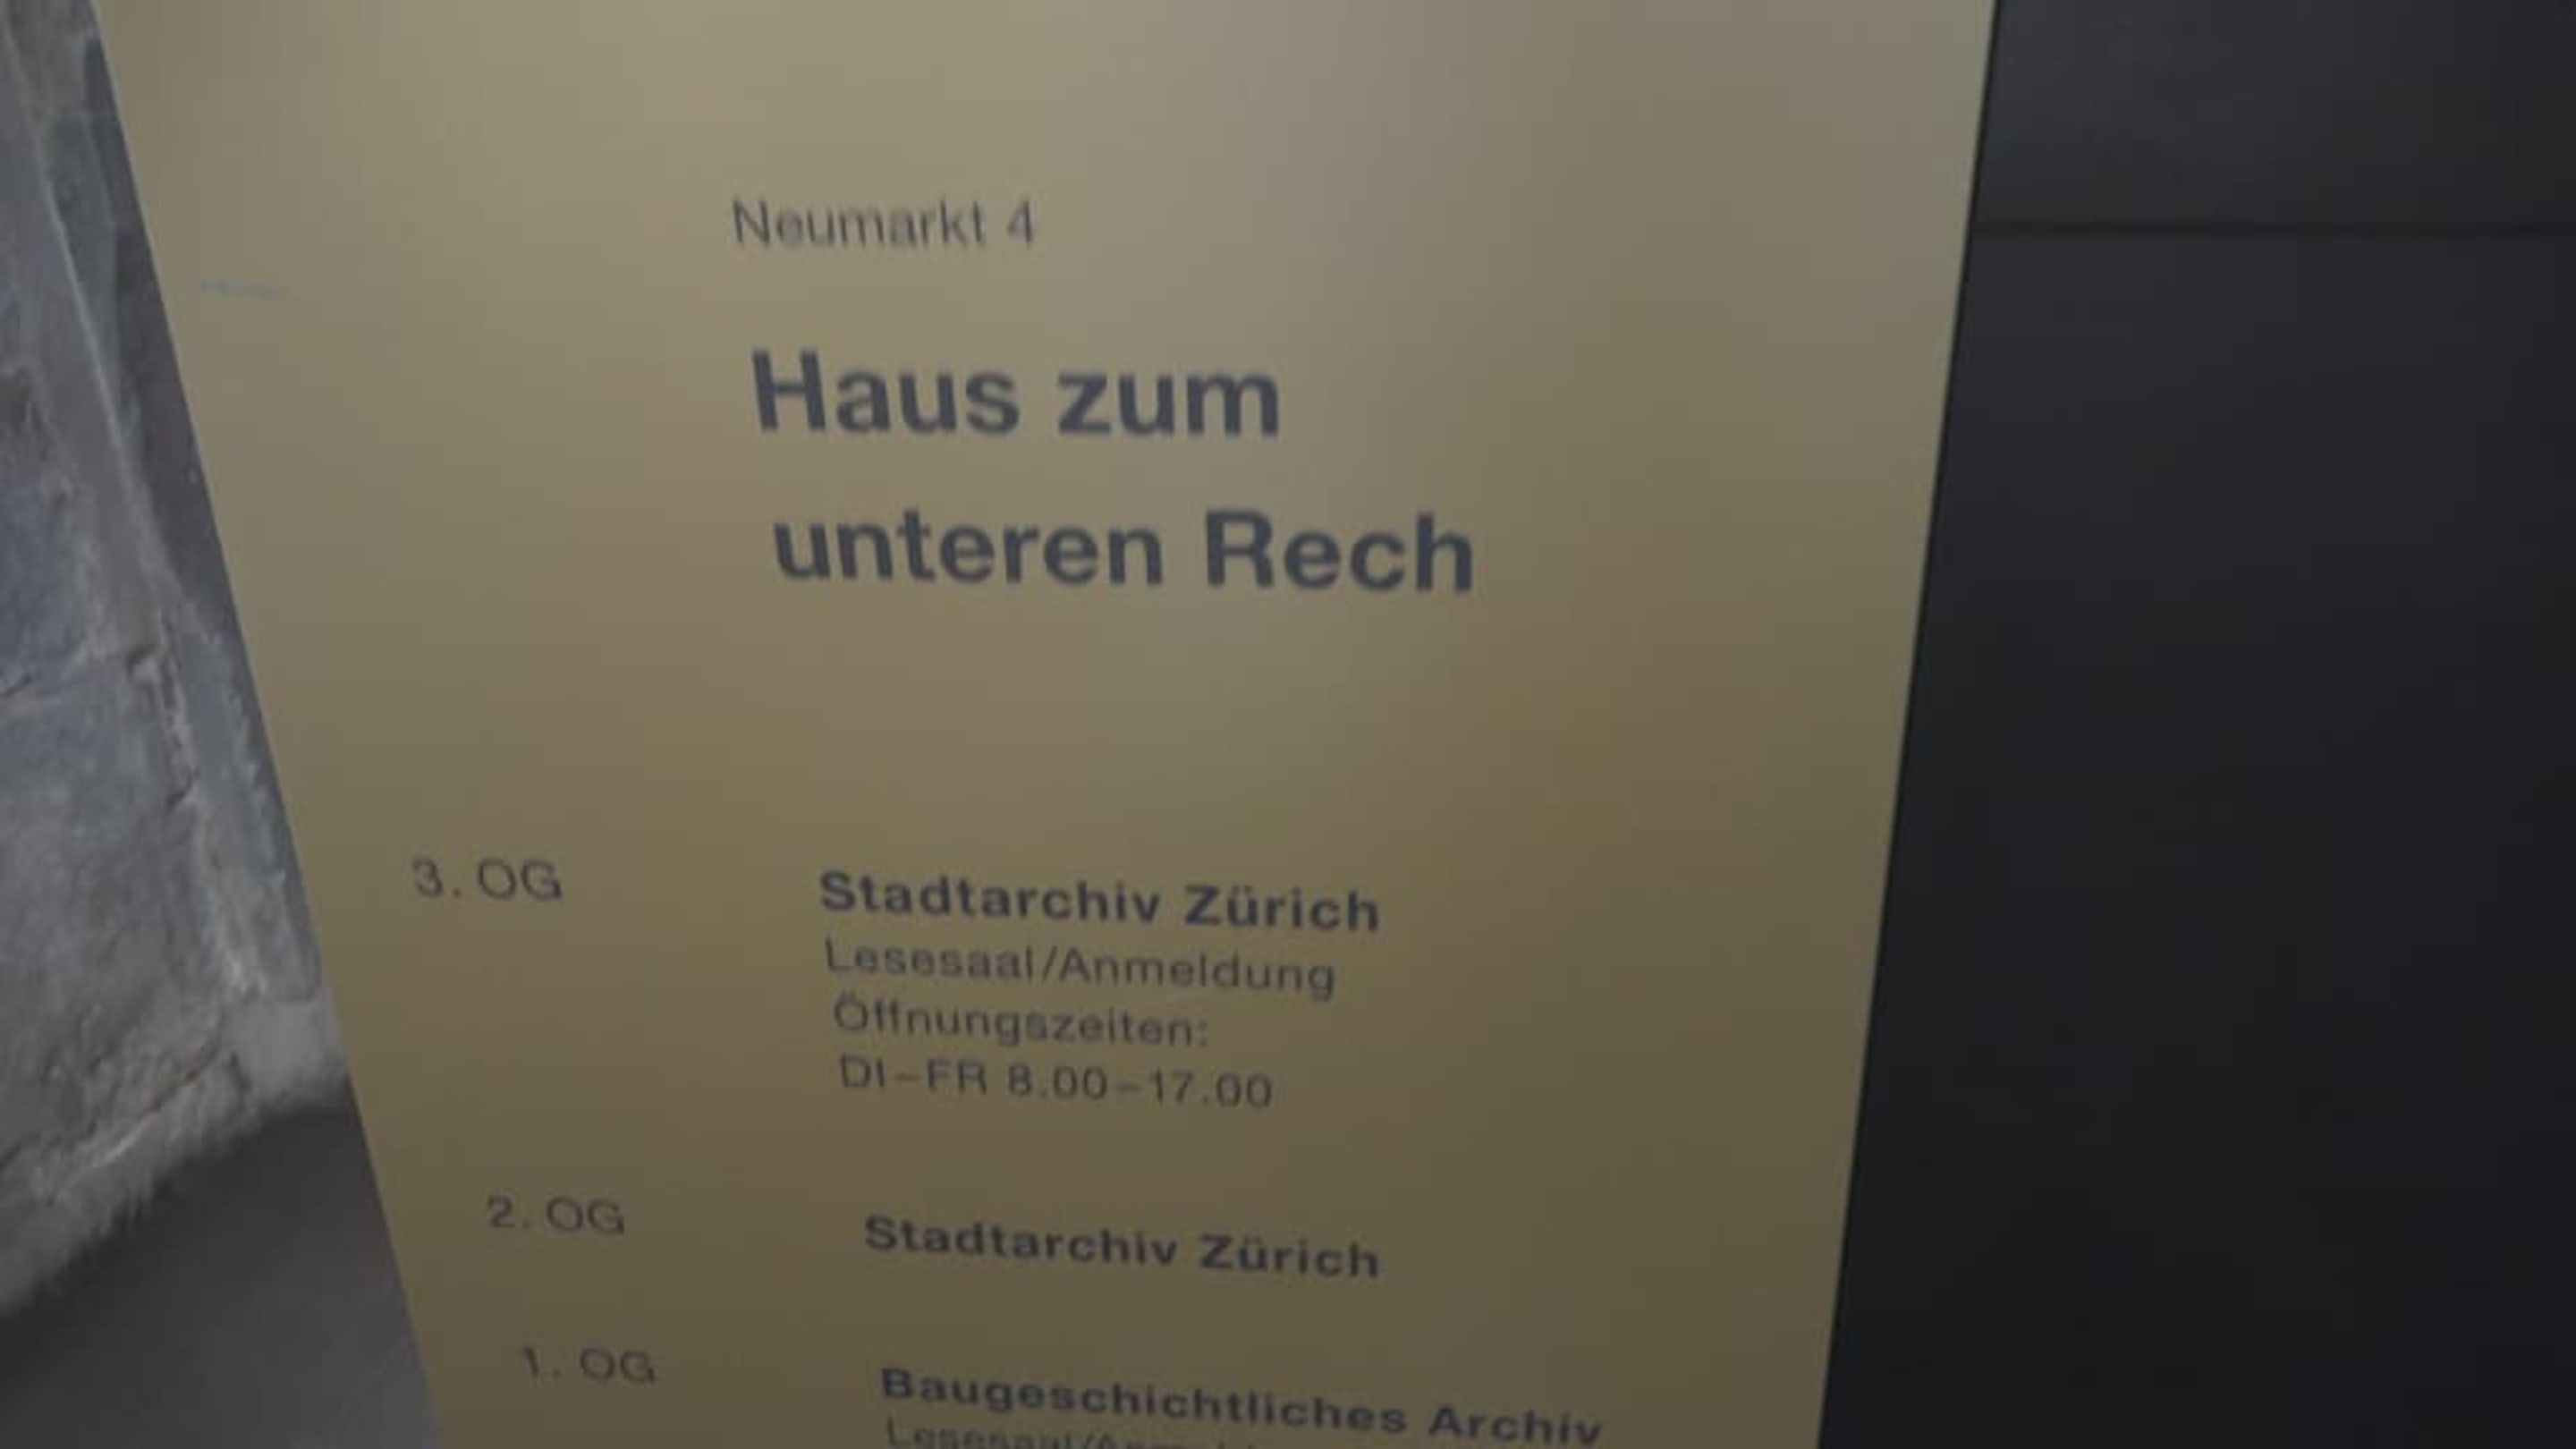 Neumarkt 4
Haus zum
unteren Rech
3. OG Stadtarchiv Zürich
Lesesaal/Anmeldung
Öffnungszeiten:
DI–FR 8.00–17.00
2. OG Stadtarchiv Zürich
1. OG Baugeschichtliches Archiv